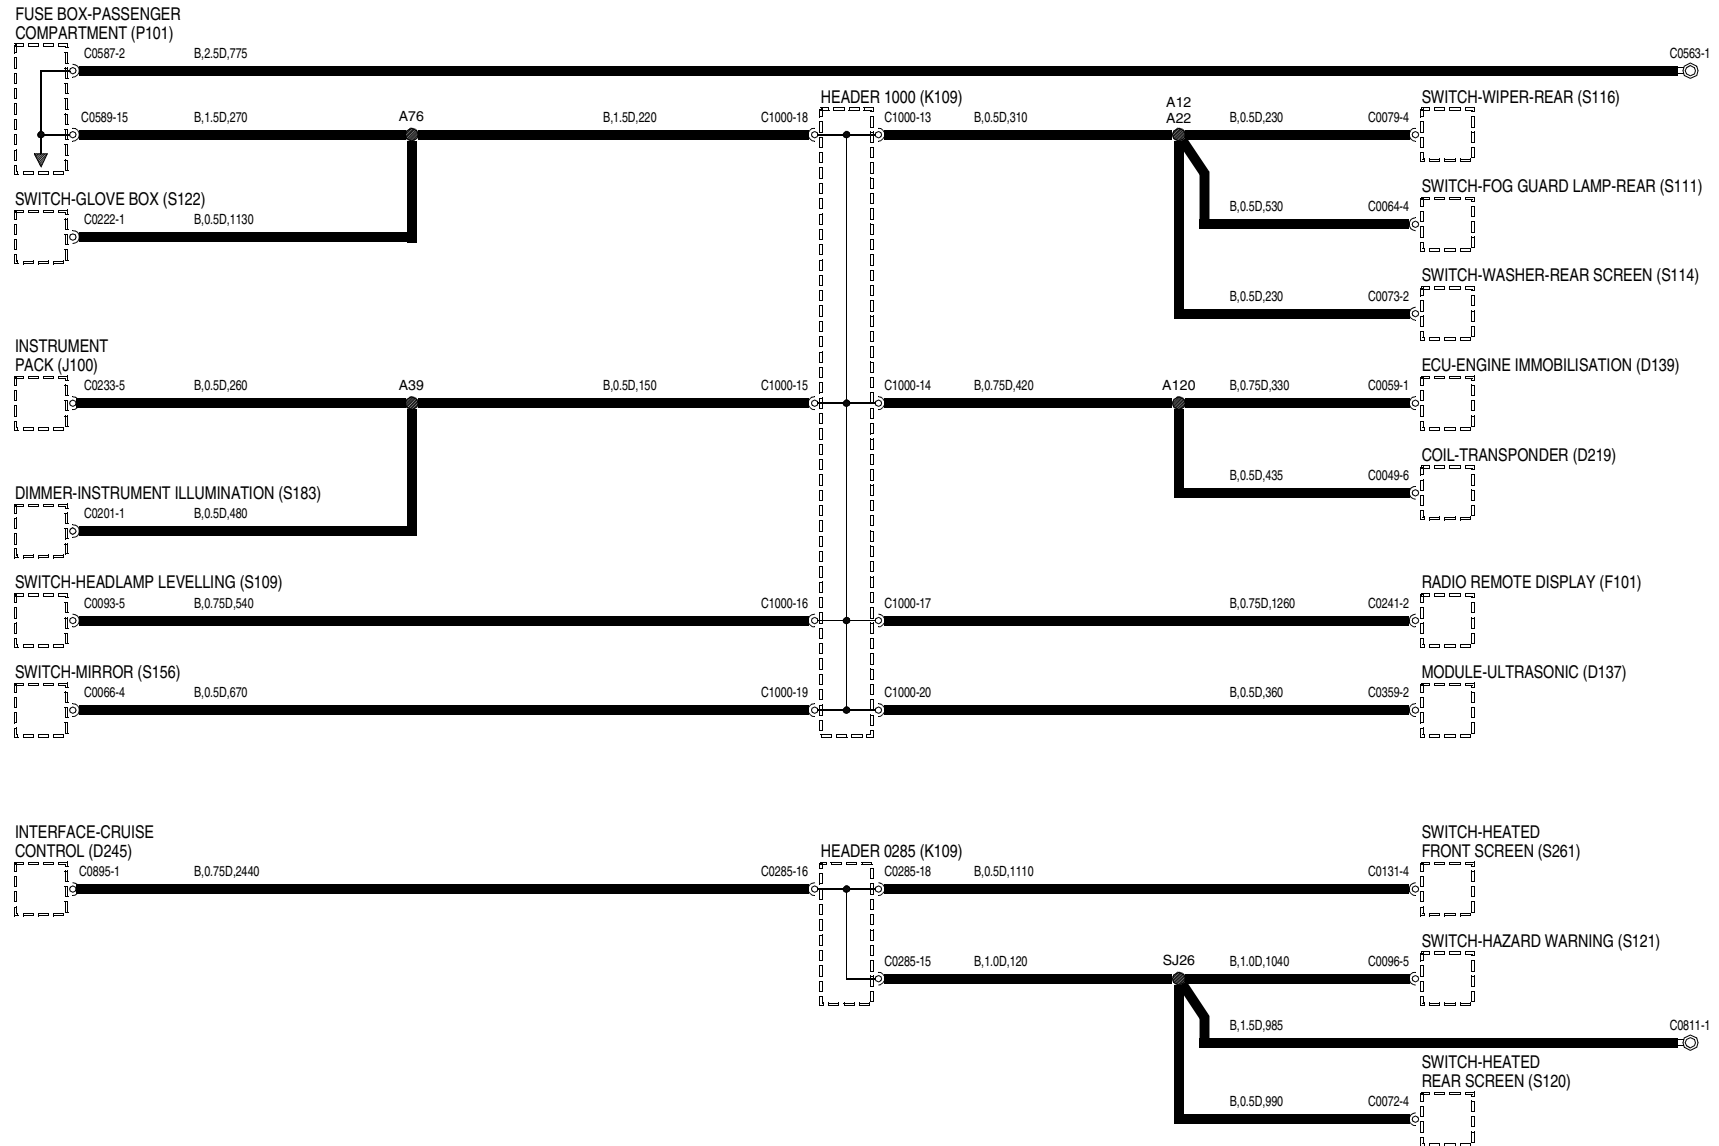 FUSE BOX-PASSENGER
COMPARTMENT (P101)
C0587-2 B,2.5D,775 C0563-1
HEADER 1000 (K109) A12 SWITCH-WIPER-REAR (S116)
C0589-15 B,1.5D,270 A76 B,1.5D,220 C1000-18 C1000-13 B,0.5D,310 A22 B,0.5D,230 C0079-4
SWITCH-GLOVE BOX (S122) SWITCH-FOG GUARD LAMP-REAR (S111)
C0222-1 B,0.5D,1130 B,0.5D,530 C0064-4
SWITCH-WASHER-REAR SCREEN (S114)
B,0.5D,230 C0073-2
INSTRUMENT
PACK (J100) ECU-ENGINE IMMOBILISATION (D139)
C0233-5 B,0.5D,260 A39 B,0.5D,150 C1000-15 C1000-14 B,0.75D,420 A120 B,0.75D,330 C0059-1
COIL-TRANSPONDER (D219)
B,0.5D,435 C0049-6
DIMMER-INSTRUMENT ILLUMINATION (S183)
C0201-1 B,0.5D,480
SWITCH-HEADLAMP LEVELLING (S109) RADIO REMOTE DISPLAY (F101)
C0093-5 B,0.75D,540 C1000-16 C1000-17 B,0.75D,1260 C0241-2
SWITCH-MIRROR (S156) MODULE-ULTRASONIC (D137)
C0066-4 B,0.5D,670 C1000-19 C1000-20 B,0.5D,360 C0359-2
INTERFACE-CRUISE SWITCH-HEATED
CONTROL (D245) HEADER 0285 (K109) FRONT SCREEN (S261)
C0895-1 B,0.75D,2440 C0285-16 C0285-18 B,0.5D,1110 C0131-4
SWITCH-HAZARD WARNING (S121)
C0285-15 B,1.0D,120 SJ26 B,1.0D,1040 C0096-5
B,1.5D,985 C0811-1
SWITCH-HEATED
REAR SCREEN (S120)
B,0.5D,990 C0072-4